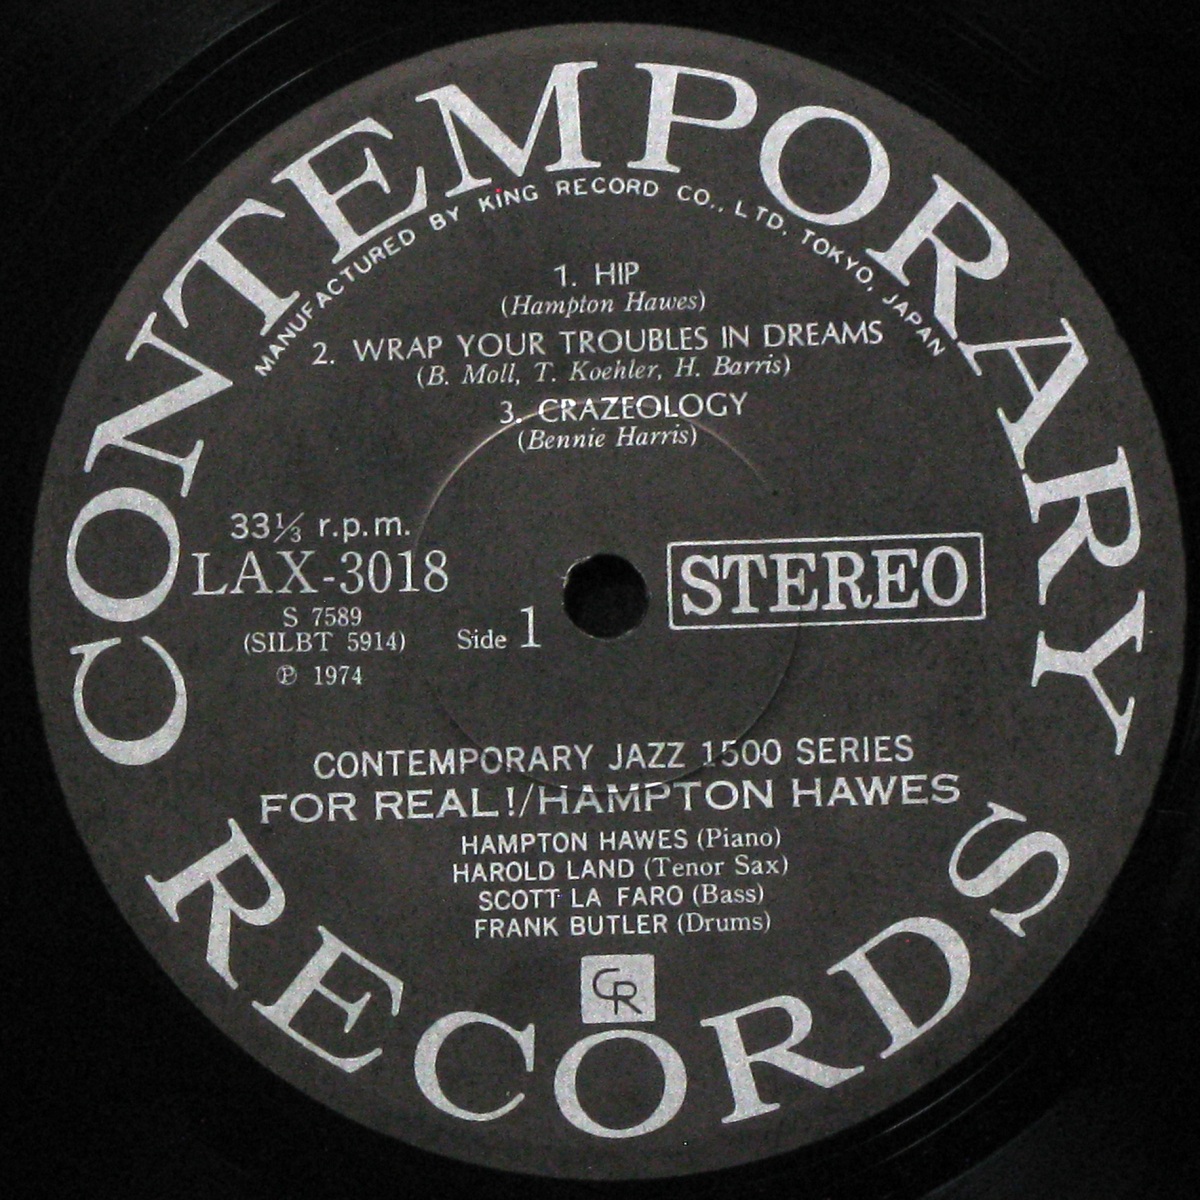 CONTEMPORARY
MANUFACTURED BY KING RECORD CO., LTD. TOKYO, JAPAN
1. HIP
(Hampton Hawes)
2. WRAP YOUR TROUBLES IN DREAMS
(B. Moll, T. Koehler, H. Barris)
3. CRAZEOLOGY
(Bennie Harris)
33⅓ r.p.m.
LAX-3018
S 7589
(SILBT 5914)
℗ 1974
Side 1
STEREO
CONTEMPORARY JAZZ 1500 SERIES
FOR REAL!/HAMPTON HAWES
HAMPTON HAWES (Piano)
HAROLD LAND (Tenor Sax)
SCOTT LA FARO (Bass)
FRANK BUTLER (Drums)
CR
RECORDS